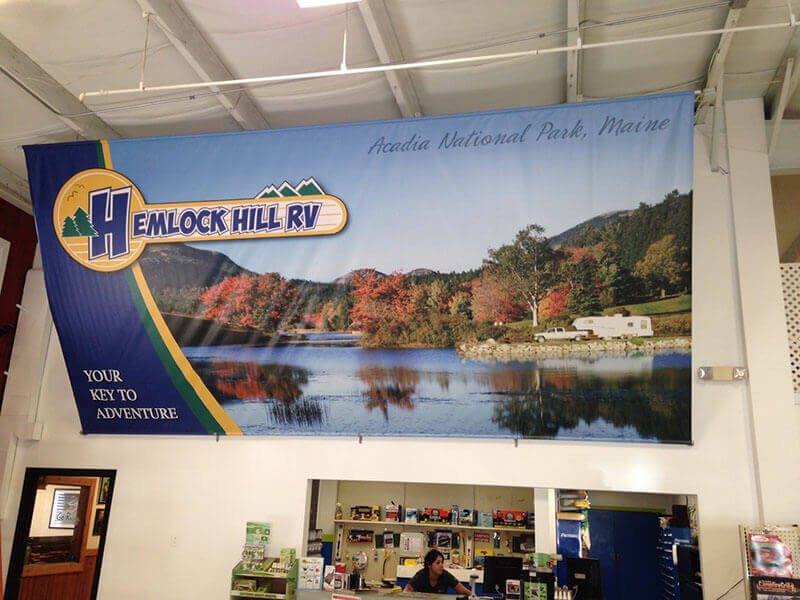 Acadia National Park, Maine
HEMLOCK HILL RV
YOUR
KEY TO
ADVENTURE